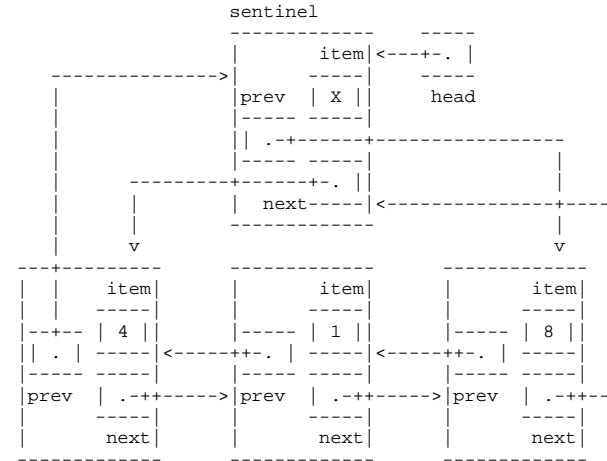 sentinel
item
prev X head
next
item item item
4 1 8
prev prev prev
next next next